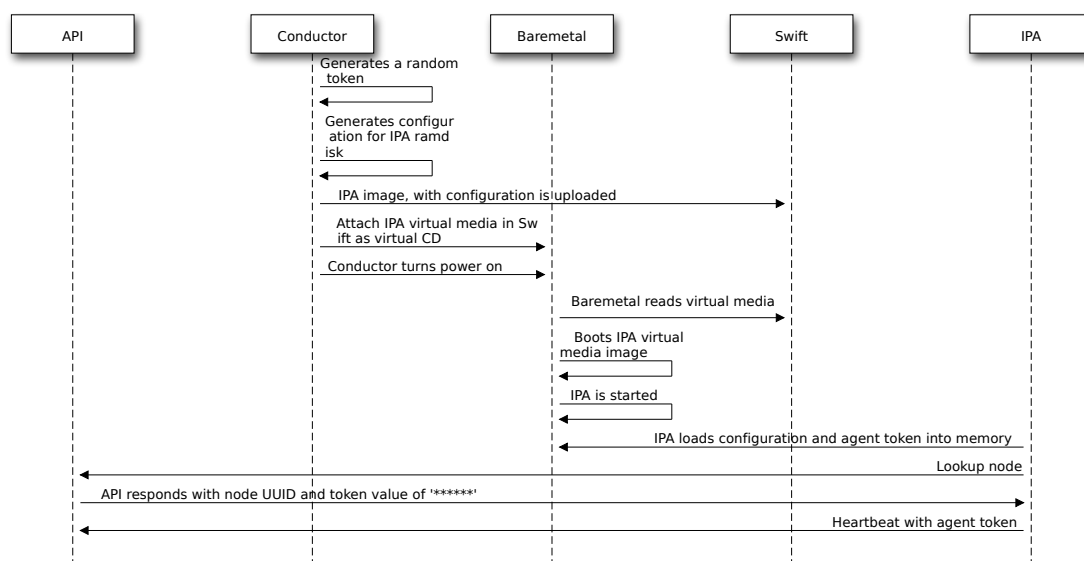 API
Conductor
Baremetal
Swift
IPA
Generates a random
token
Generates configur
ation for IPA ramd
isk
IPA image, with configuration is uploaded
Attach IPA virtual media in Sw
ift as virtual CD
Conductor turns power on
Baremetal reads virtual media
Boots IPA virtual
media image
IPA is started
IPA loads configuration and agent token into memory
Lookup node
API responds with node UUID and token value of '******'
Heartbeat with agent token